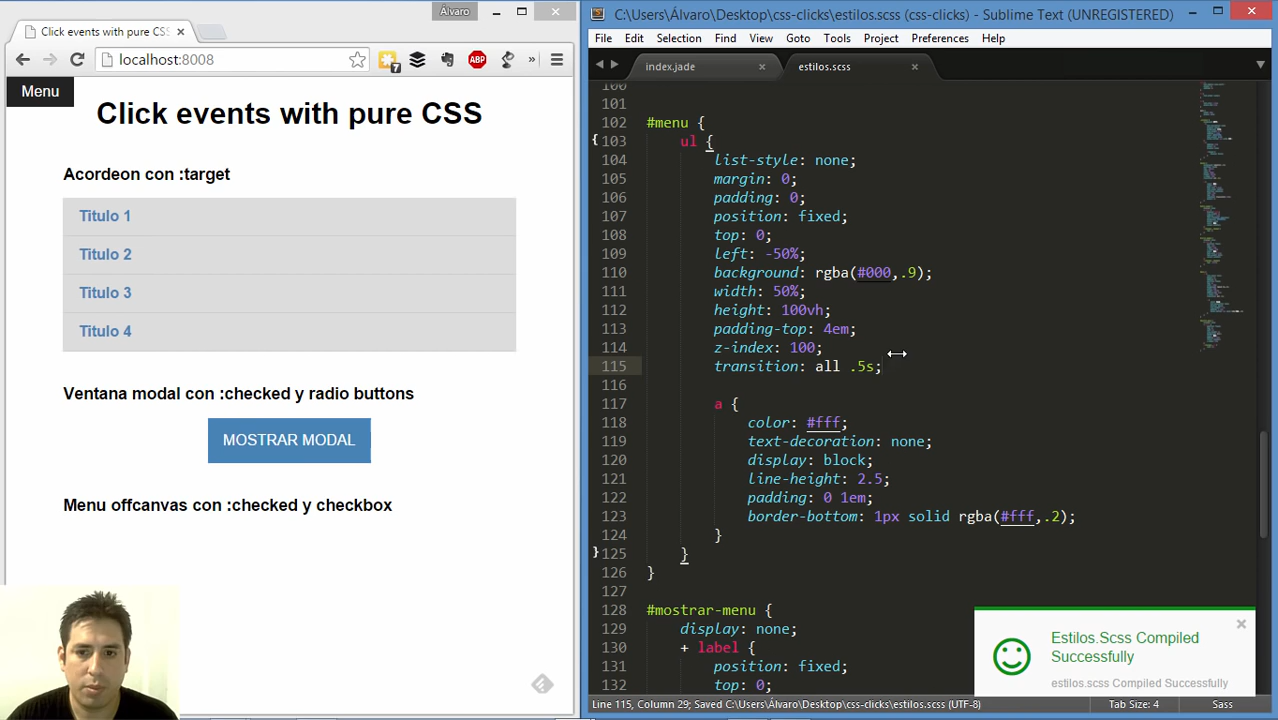 Álvaro
Click events with pure CSS
localhost:8008
7
ABP
»
Menu
Click events with pure CSS
Acordeon con :target
Titulo 1
Titulo 2
Titulo 3
Titulo 4
Ventana modal con :checked y radio buttons
MOSTRAR MODAL
Menu offcanvas con :checked y checkbox
C:\Users\Álvaro\Desktop\css-clicks\estilos.scss (css-clicks) - Sublime Text (UNREGISTERED)
File Edit Selection Find View Goto Tools Project Preferences Help
index.jade estilos.scss
100
101
102 #menu {
103 ul {
104 list-style: none;
105 margin: 0;
106 padding: 0;
107 position: fixed;
108 top: 0;
109 left: -50%;
110 background: rgba(#000,.9);
111 width: 50%;
112 height: 100vh;
113 padding-top: 4em;
114 z-index: 100;
115 transition: all .5s;
116
117 a {
118 color: #fff;
119 text-decoration: none;
120 display: block;
121 line-height: 2.5;
122 padding: 0 1em;
123 border-bottom: 1px solid rgba(#fff,.2);
124 }
125 }
126 }
127
128 #mostrar-menu {
129 display: none;
130 + label {
131 position: fixed;
132 top: 0;
Estilos.Scss Compiled
Successfully
estilos.scss Compiled Successfully
Line 115, Column 29; Saved C:\Users\Álvaro\Desktop\css-clicks\estilos.scss (UTF-8) Tab Size: 4 Sass